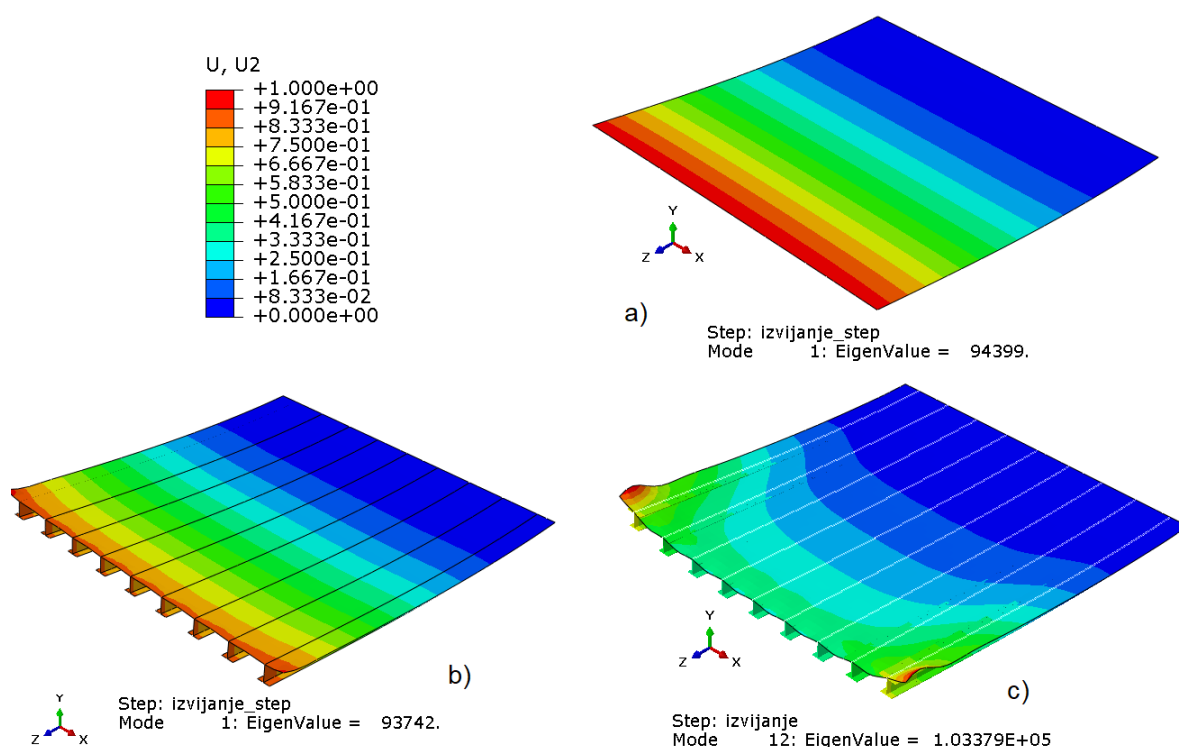 U, U2
+1.000e+00
+9.167e-01
+8.333e-01
+7.500e-01
+6.667e-01
+5.833e-01
+5.000e-01
+4.167e-01
+3.333e-01
+2.500e-01
+1.667e-01
+8.333e-02
+0.000e+00
Y
Z
X
a)
Step: izvijanje_step
Mode 1: EigenValue = 94399.
b)
Y
Z
X
Step: izvijanje_step
Mode 1: EigenValue = 93742.
Y
Z
X
c)
Step: izvijanje
Mode 12: EigenValue = 1.03379E+05